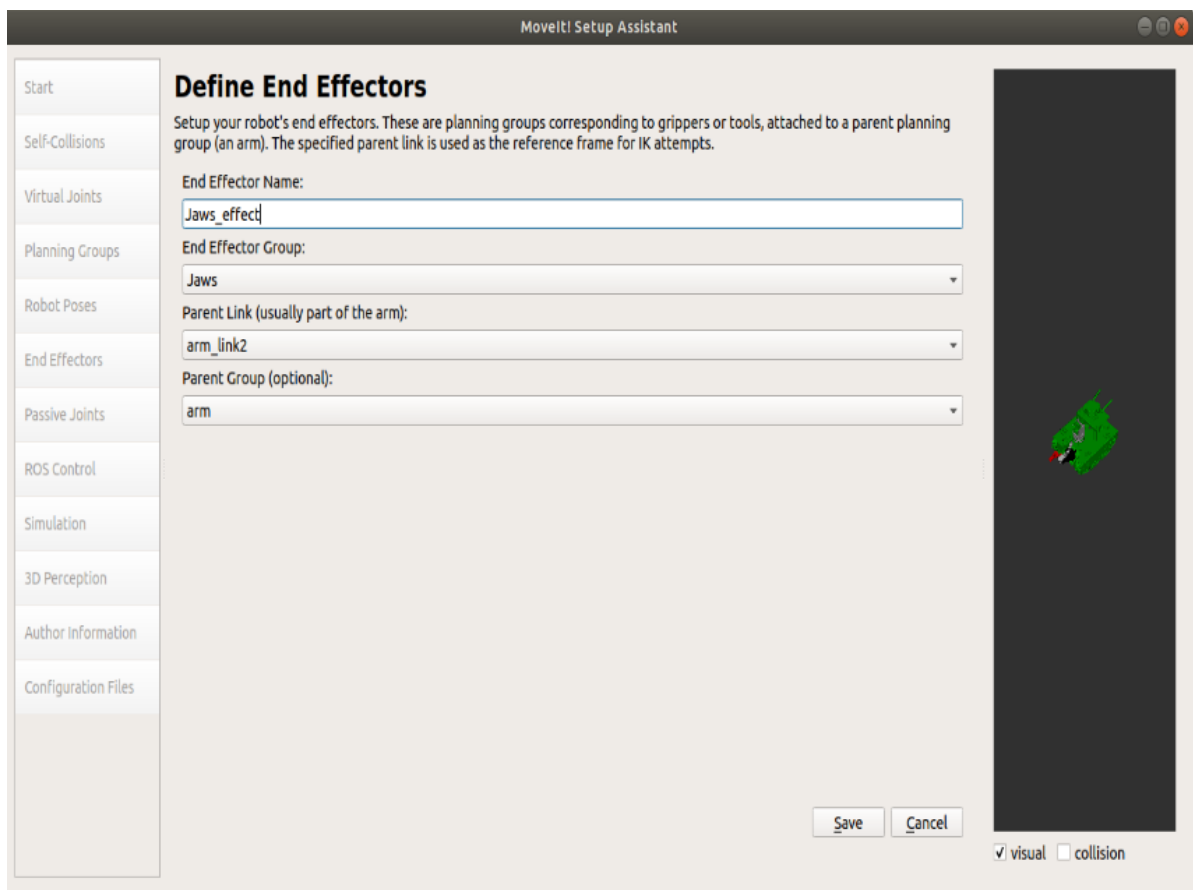 MoveIt! Setup Assistant
Start
Self-Collisions
Virtual Joints
Planning Groups
Robot Poses
End Effectors
Passive Joints
ROS Control
Simulation
3D Perception
Author Information
Configuration Files
Define End Effectors
Setup your robot's end effectors. These are planning groups corresponding to grippers or tools, attached to a parent planning
group (an arm). The specified parent link is used as the reference frame for IK attempts.
End Effector Name:
Jaws_effect
End Effector Group:
Jaws
Parent Link (usually part of the arm):
arm_link2
Parent Group (optional):
arm
Save Cancel
visual collision